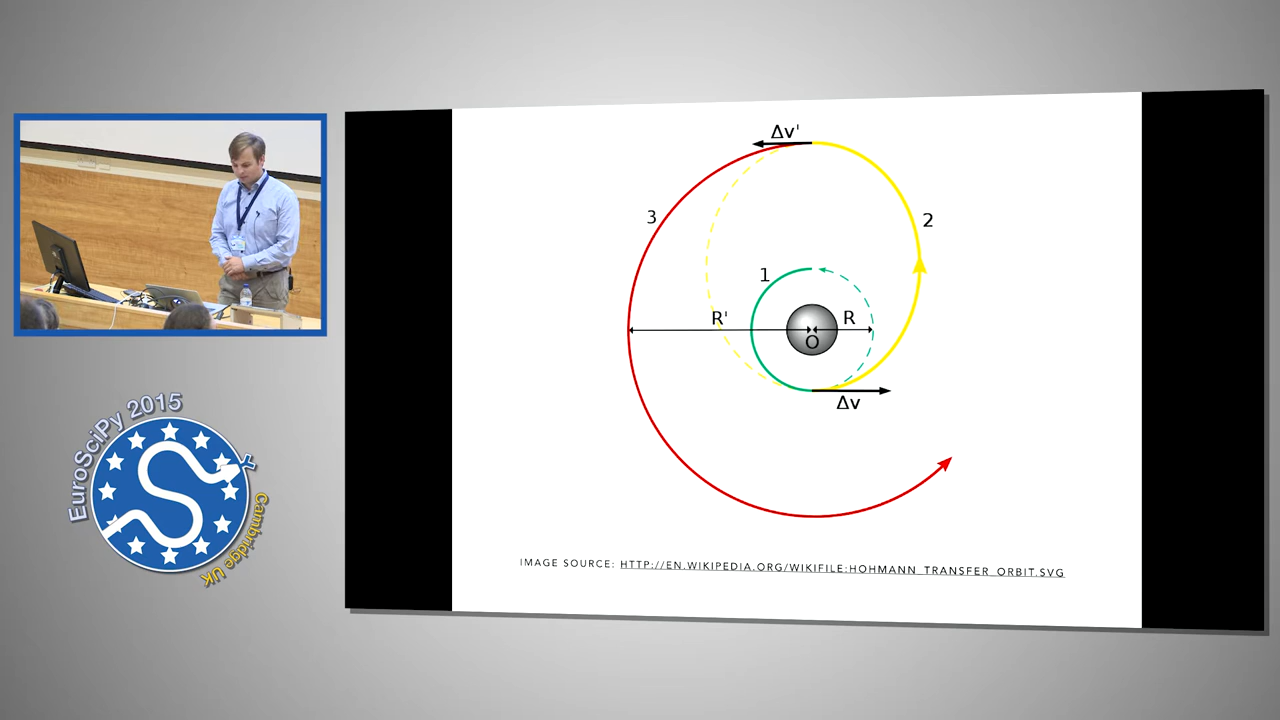 Δv'
3
2
1
R'
R
O
Δv
IMAGE SOURCE: HTTP://EN.WIKIPEDIA.ORG/WIKIFILE:HOHMANN_TRANSFER_ORBIT.SVG
EuroSciPy 2015
Cambridge UK